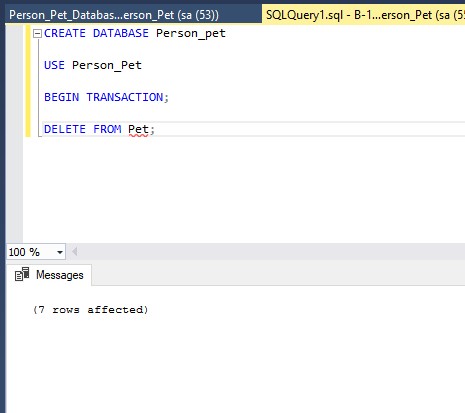 Person_Pet_Databas...erson_Pet (sa (53))
SQLQuery1.sql - B-1...erson_Pet (sa (55
CREATE DATABASE Person_pet
USE Person_Pet
BEGIN TRANSACTION;
DELETE FROM Pet;
100 %
Messages
(7 rows affected)